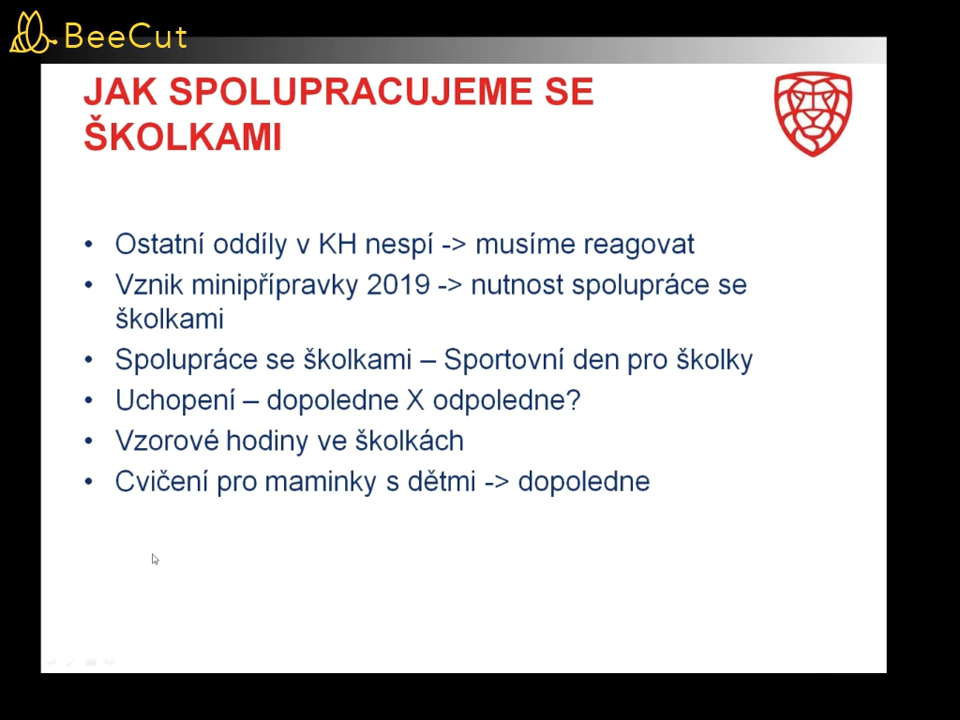 BeeCut
JAK SPOLUPRACUJEME SE
ŠKOLKAMI
• Ostatní oddíly v KH nespí -> musíme reagovat
• Vznik minipřípravky 2019 -> nutnost spolupráce se
školkami
• Spolupráce se školkami – Sportovní den pro školky
• Uchopení – dopoledne X odpoledne?
• Vzorové hodiny ve školkách
• Cvičení pro maminky s dětmi -> dopoledne